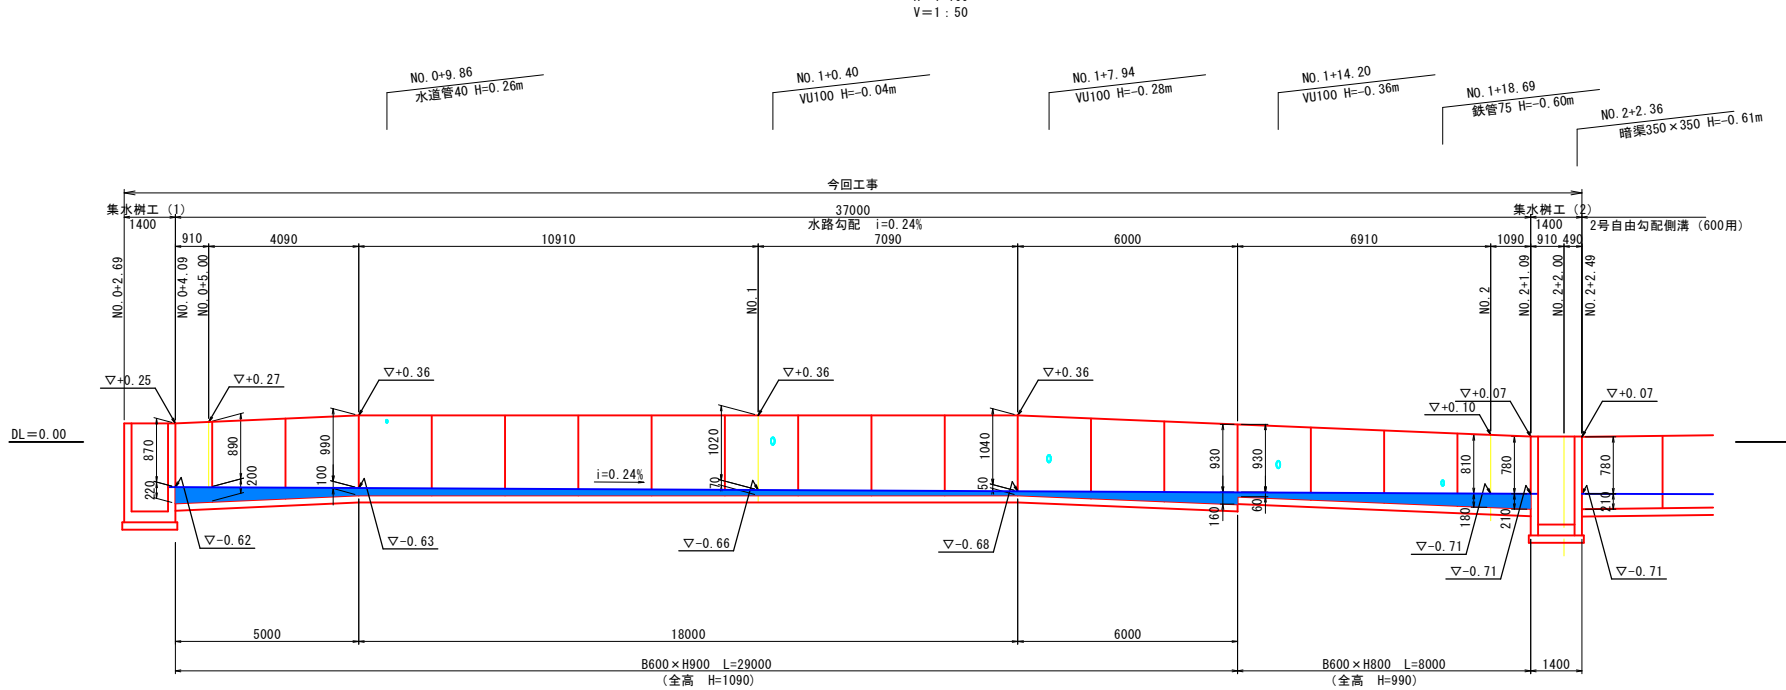 V=1：50
NO.0+9.86
水道管40 H=0.26m
NO.1+0.40
VU100 H=-0.04m
NO.1+7.94
VU100 H=-0.28m
NO.1+14.20
VU100 H=-0.36m
NO.1+18.69
鉄管75 H=-0.60m
NO.2+2.36
暗渠350×350 H=-0.61m
今回工事
集水桝工（1）
37000
集水桝工（2）
1400
水路勾配 i=0.24%
1400
2号自由勾配側溝（600用）
910
4090
10910
7090
6000
6910
1090
910
490
NO.0+2.69
NO.0+4.09
NO.0+5.00
NO.1
NO.2
NO.2+1.09
NO.2+2.00
NO.2+2.49
▽+0.25
▽+0.27
▽+0.36
▽+0.36
▽+0.36
▽+0.07
▽+0.10
▽+0.07
DL=0.00
870
220
890
200
990
100
i=0.24%
1020
70
1040
50
930
160
930
60
810
180
780
210
780
210
▽-0.62
▽-0.63
▽-0.66
▽-0.68
▽-0.71
▽-0.71
▽-0.71
5000
18000
6000
B600×H900 L=29000
（全高 H=1090）
B600×H800 L=8000
（全高 H=990）
1400